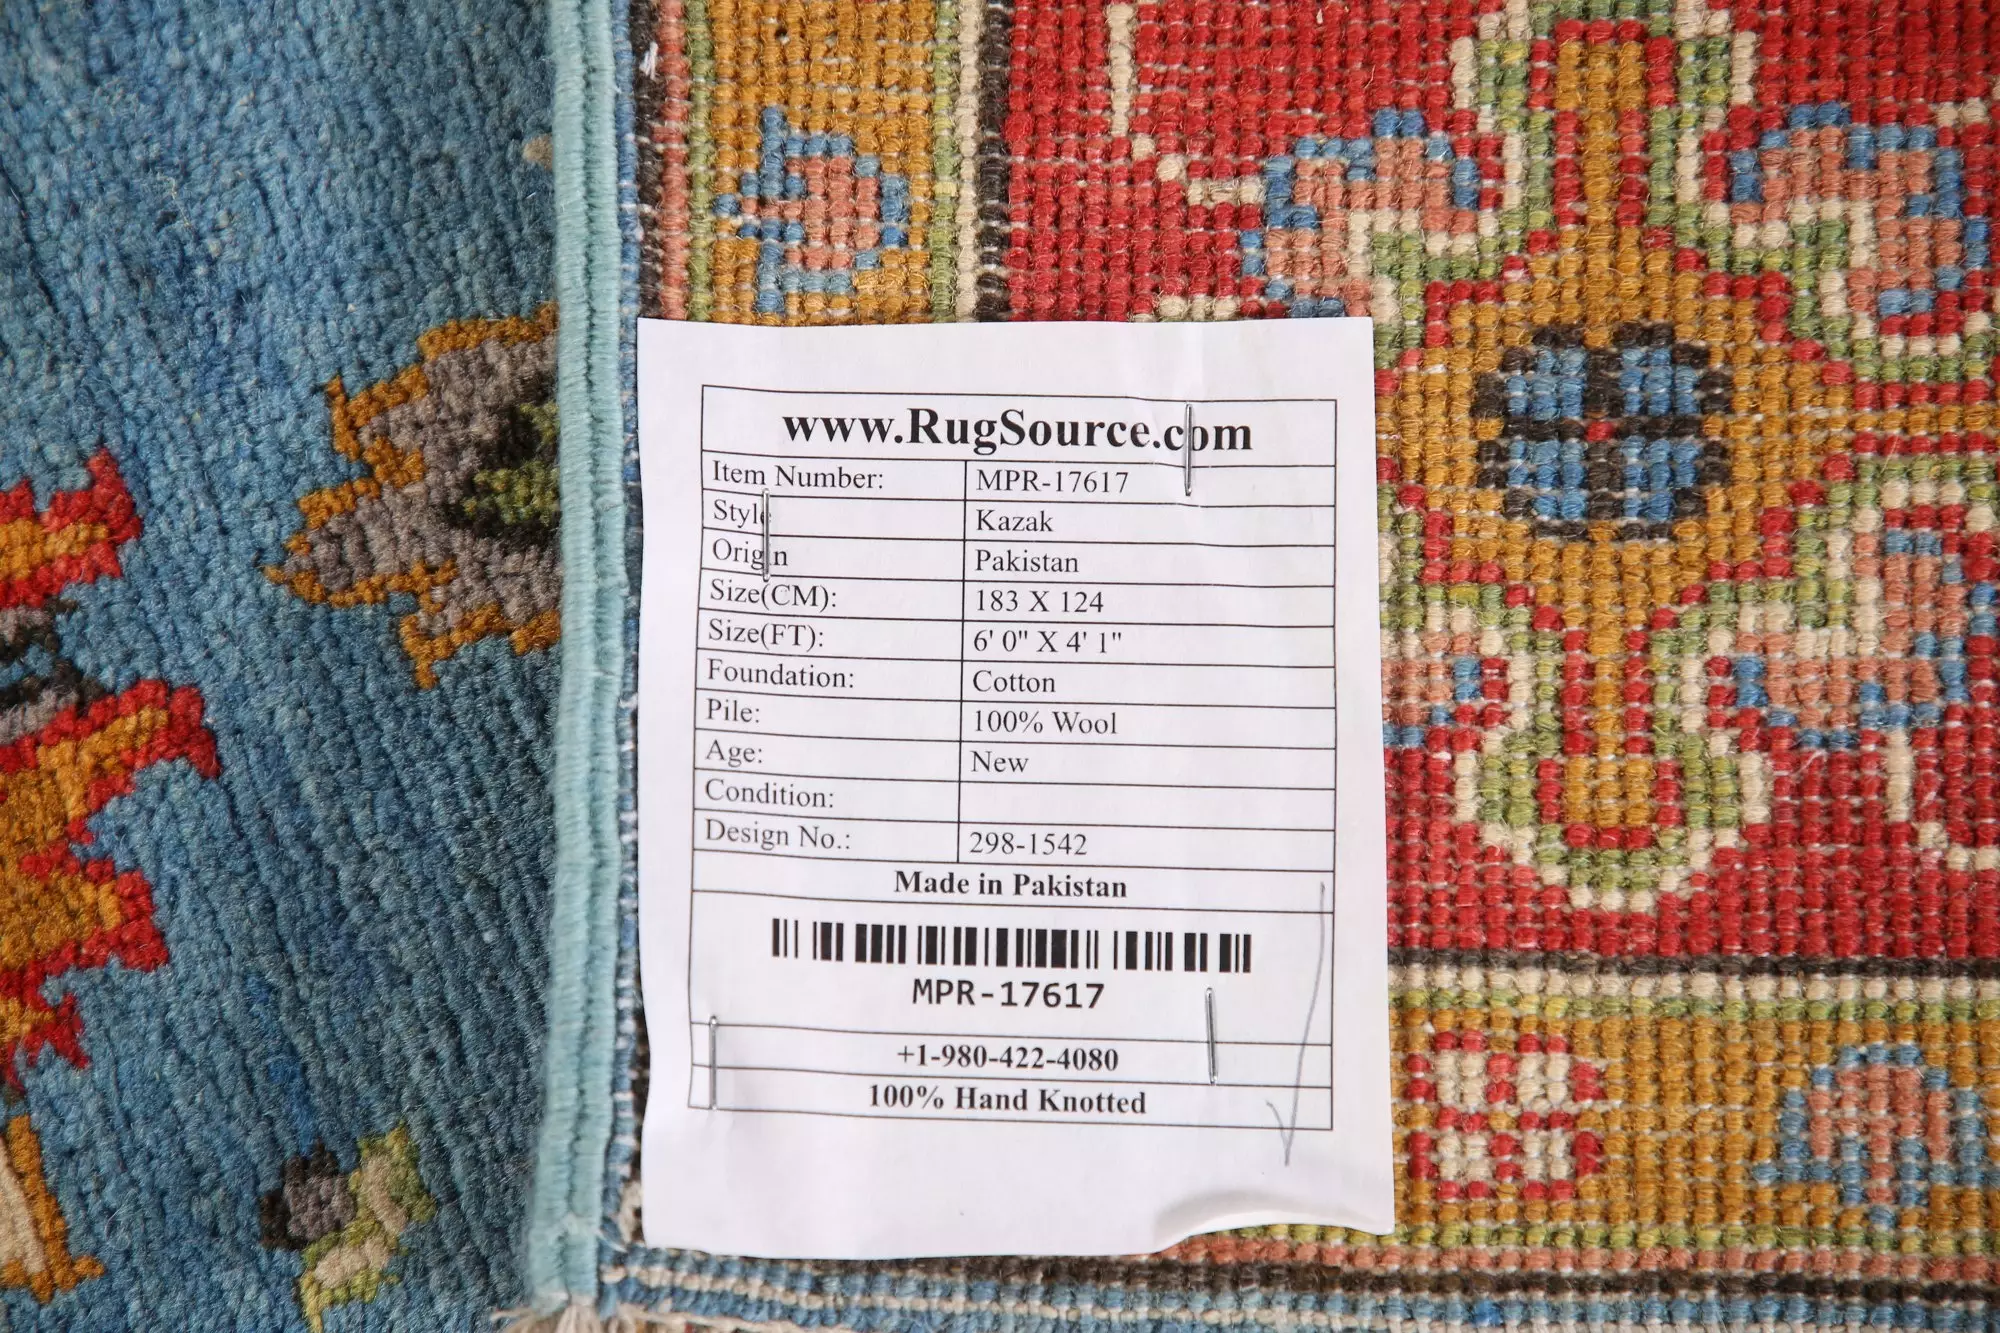 www.RugSource.com
Item Number: MPR-17617
Style Kazak
Origin Pakistan
Size(CM): 183 X 124
Size(FT): 6' 0" X 4' 1"
Foundation: Cotton
Pile: 100% Wool
Age: New
Condition:
Design No.: 298-1542
Made in Pakistan
MPR-17617
+1-980-422-4080
100% Hand Knotted